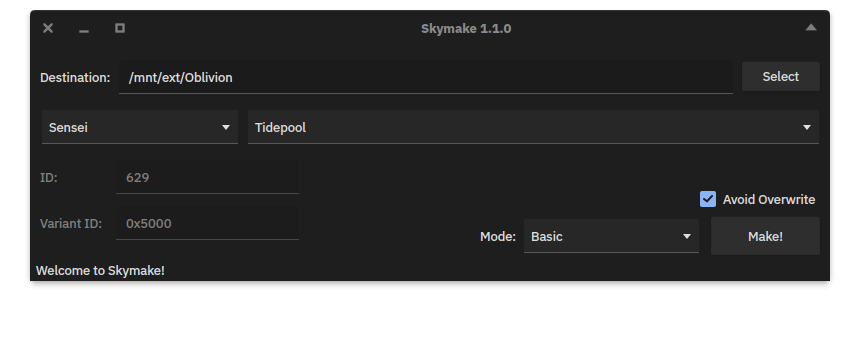 Skymake 1.1.0
Destination: /mnt/ext/Oblivion Select
Sensei Tidepool
ID: 629
Avoid Overwrite
Variant ID: 0x5000
Mode: Basic Make!
Welcome to Skymake!